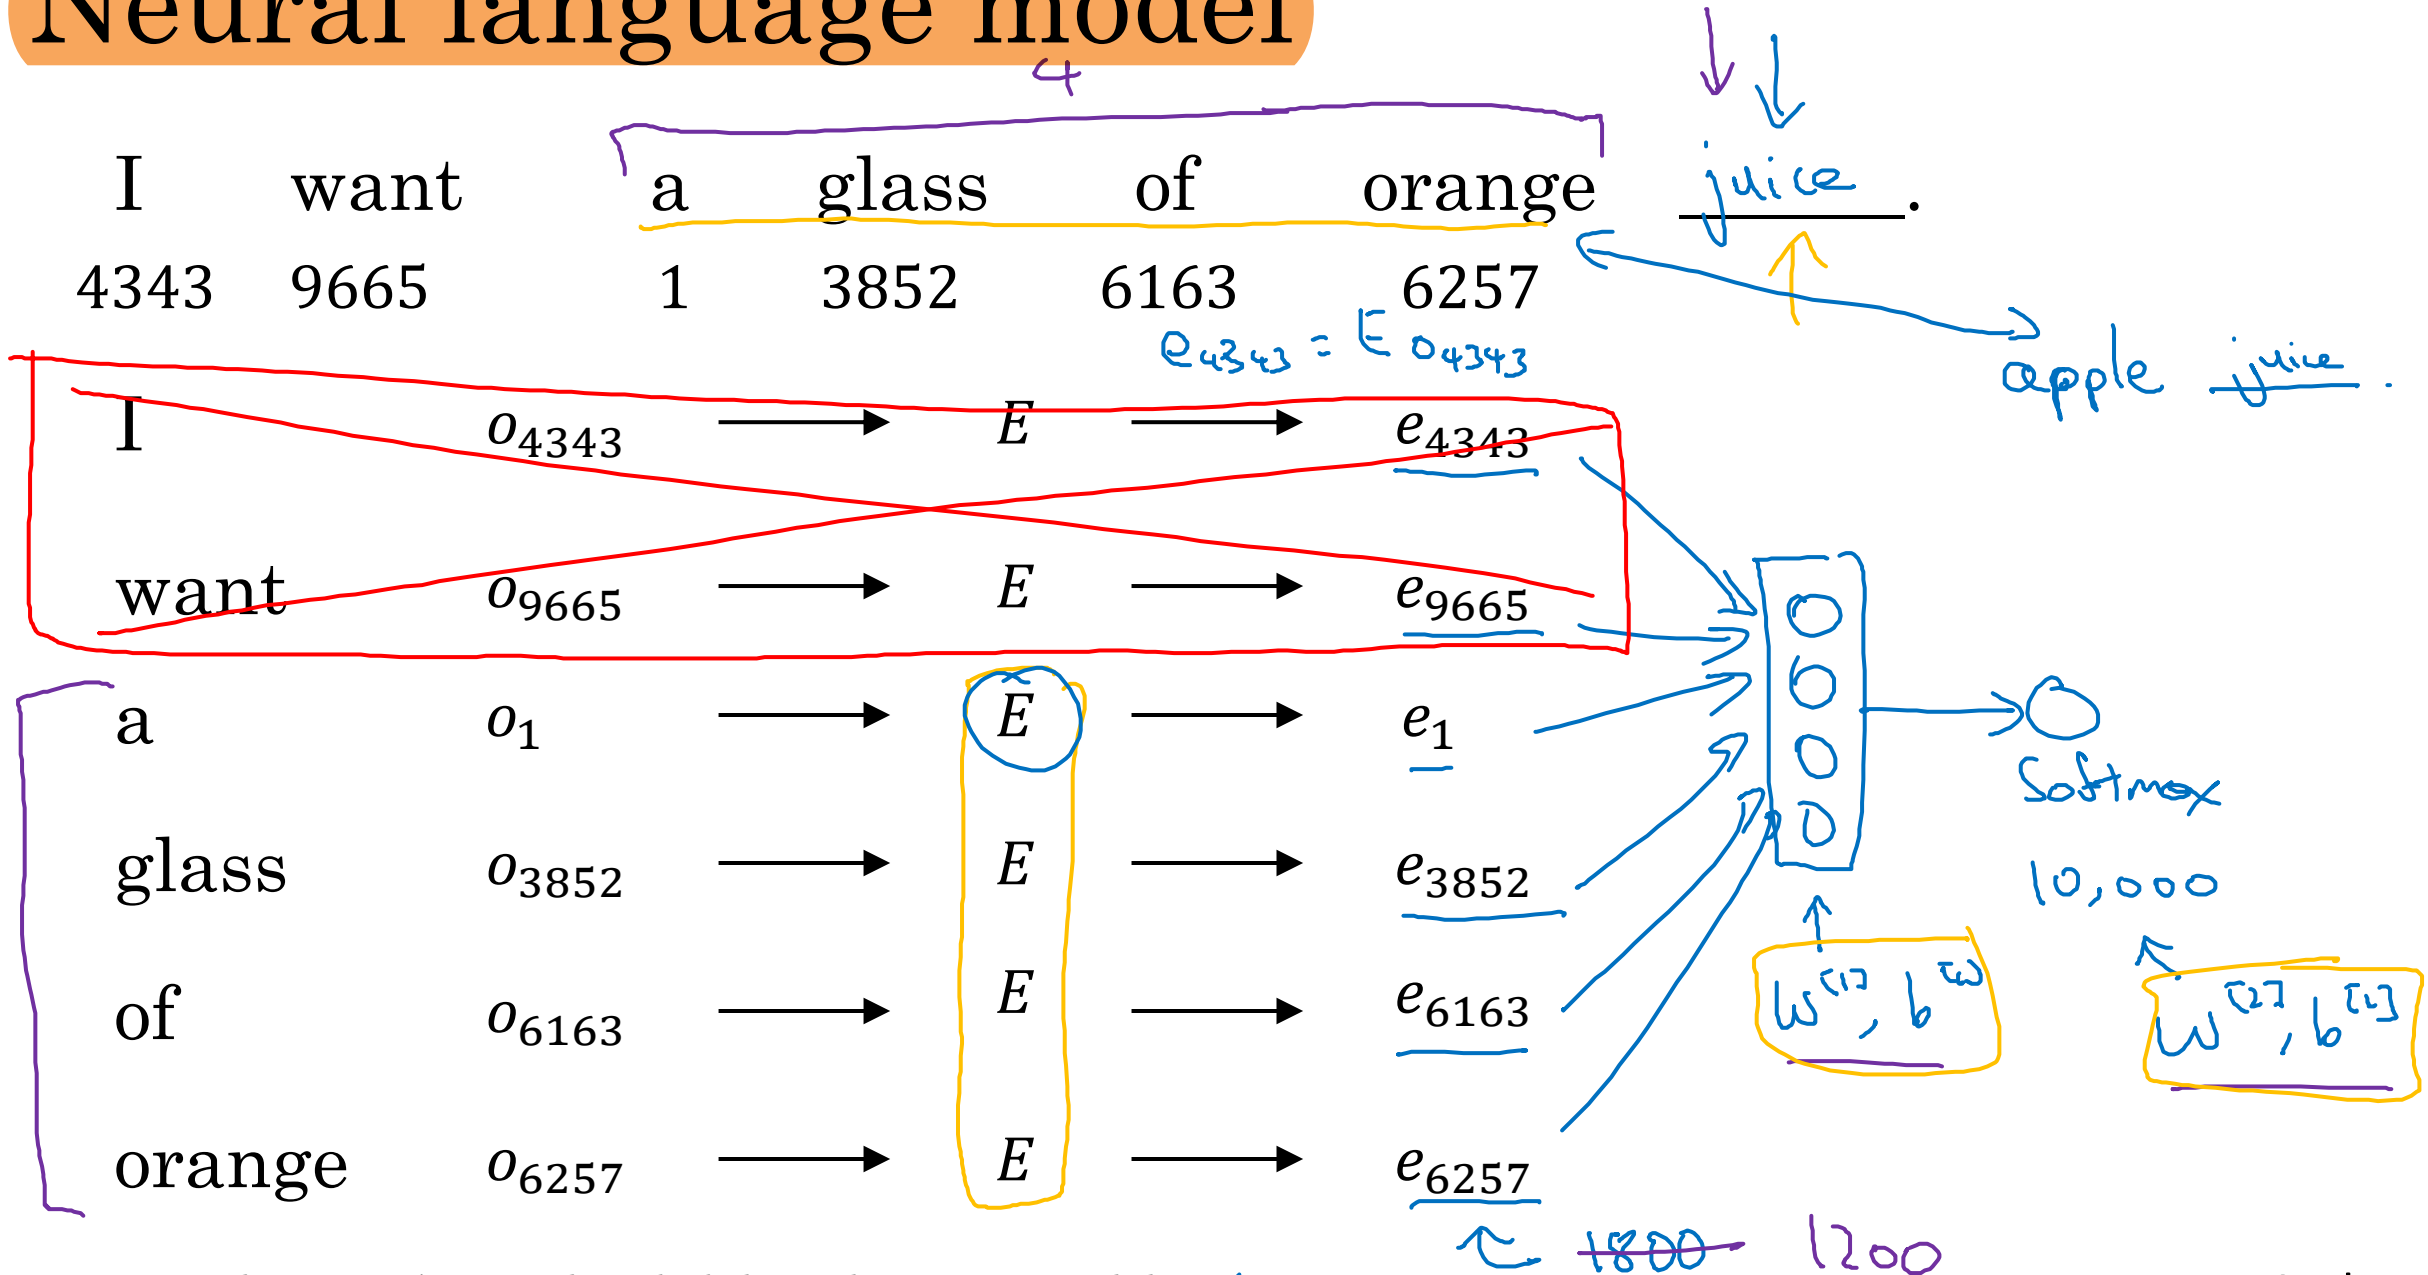 Neural language model
4
I want a glass of orange juice.
4343 9665 1 3852 6163 6257
e4343 = E o4343
apple juice.
I o4343 → E → e4343
want o9665 → E → e9665
a o1 → E → e1
glass o3852 → E → e3852
of o6163 → E → e6163
orange o6257 → E → e6257
Softmax
10,000
W[1], b[1]
W[2], b[2]
1800 1200